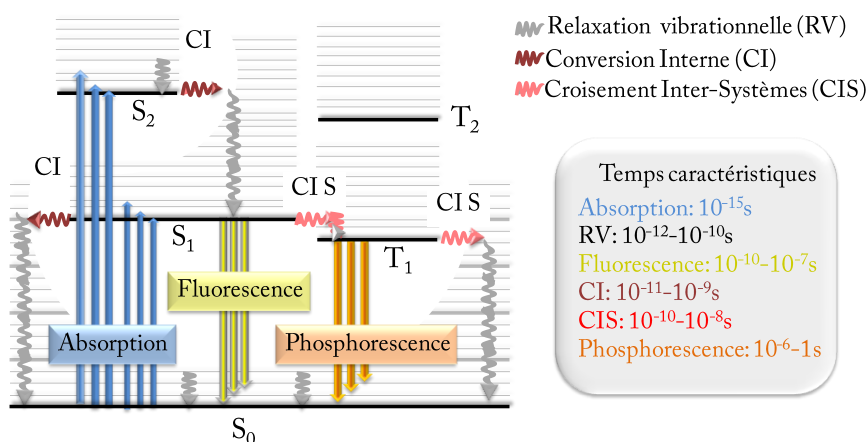 CI
S₂
T₂
CI
CI S
CI S
S₁
T₁
Fluorescence
Absorption
Phosphorescence
S₀
Relaxation vibrationnelle (RV)
Conversion Interne (CI)
Croisement Inter-Systèmes (CIS)
Temps caractéristiques
Absorption: 10⁻¹⁵s
RV: 10⁻¹²-10⁻¹⁰s
Fluorescence: 10⁻¹⁰-10⁻⁷s
CI: 10⁻¹¹-10⁻⁹s
CIS: 10⁻¹⁰-10⁻⁸s
Phosphorescence: 10⁻⁶-1s